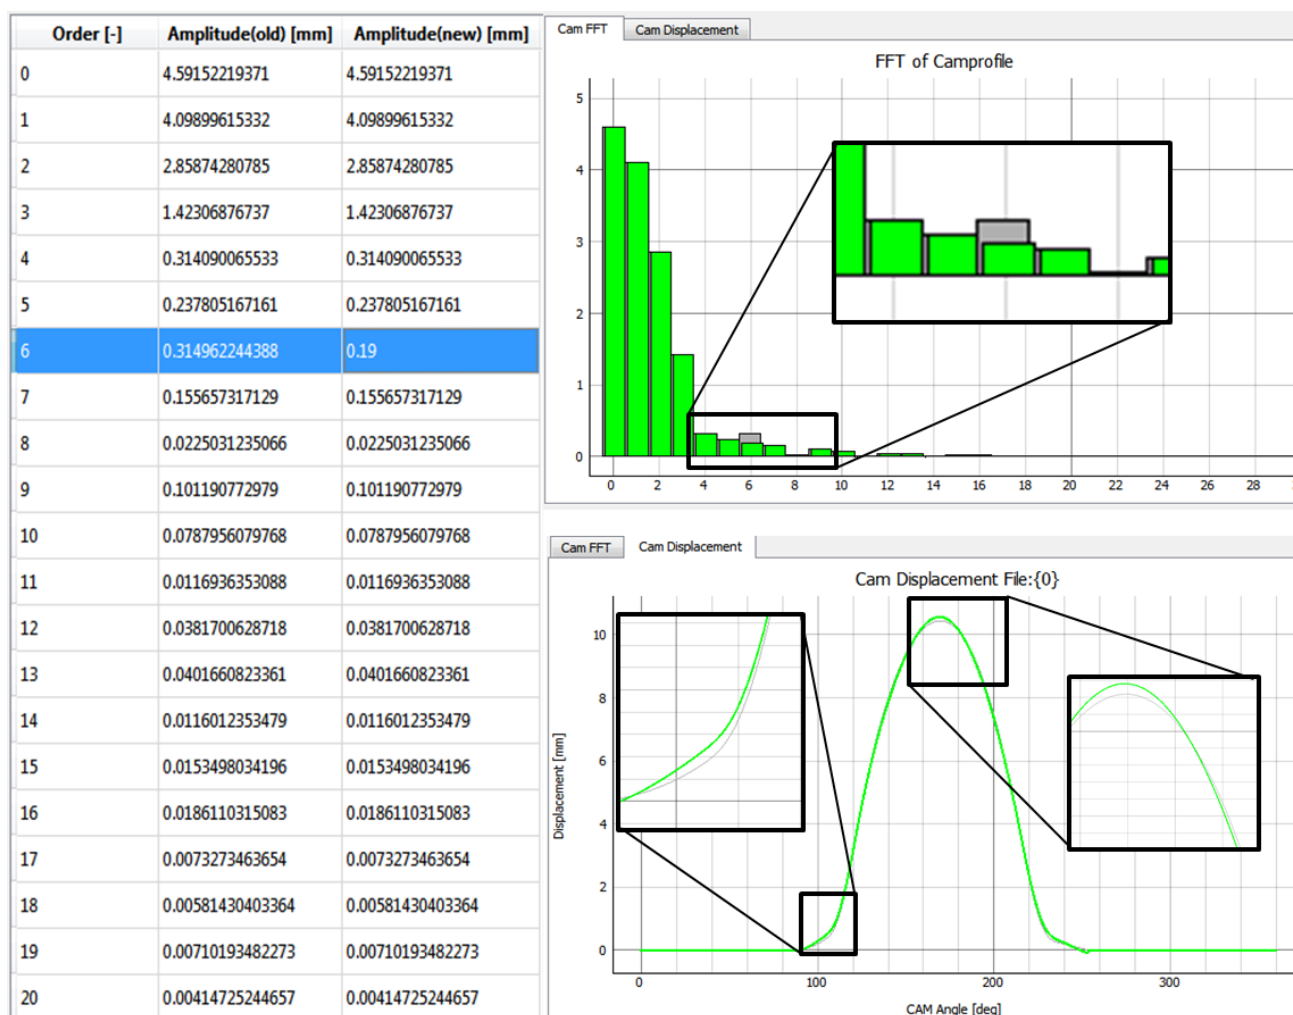 Order [-] Amplitude(old) [mm] Amplitude(new) [mm]
0 4.59152219371 4.59152219371
1 4.09899615332 4.09899615332
2 2.85874280785 2.85874280785
3 1.42306876737 1.42306876737
4 0.314090065533 0.314090065533
5 0.237805167161 0.237805167161
6 0.314962244388 0.19
7 0.155657317129 0.155657317129
8 0.0225031235066 0.0225031235066
9 0.101190772979 0.101190772979
10 0.0787956079768 0.0787956079768
11 0.0116936353088 0.0116936353088
12 0.0381700628718 0.0381700628718
13 0.0401660823361 0.0401660823361
14 0.0116012353479 0.0116012353479
15 0.0153498034196 0.0153498034196
16 0.0186110315083 0.0186110315083
17 0.0073273463654 0.0073273463654
18 0.00581430403364 0.00581430403364
19 0.00710193482273 0.00710193482273
20 0.00414725244657 0.00414725244657
Cam FFT Cam Displacement
FFT of Camprofile
5
4
3
2
1
0
0 2 4 6 8 10 12 14 16 18 20 22 24 26 28
Cam FFT Cam Displacement
Cam Displacement File:{0}
Displacement [mm]
10
8
6
4
2
0
0 100 200 300
CAM Angle [deg]